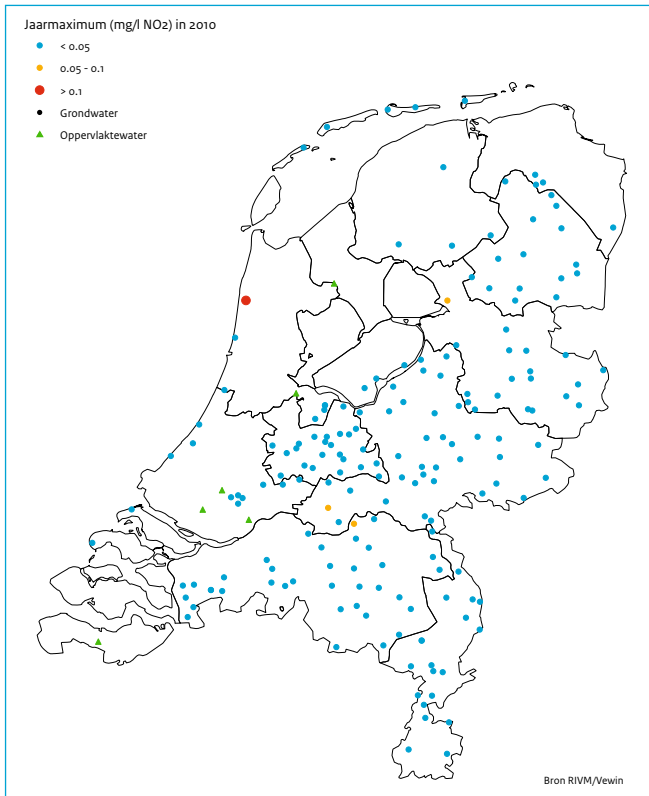 Jaarmaximum (mg/l NO2) in 2010
< 0.05
0.05 - 0.1
> 0.1
Grondwater
Oppervlaktewater
Bron RIVM/Vewin